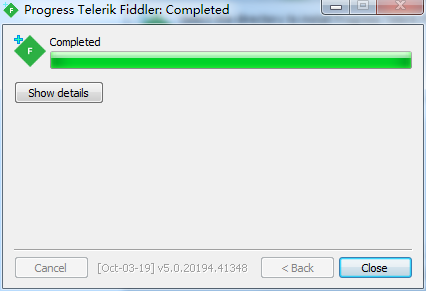 Progress Telerik Fiddler: Completed
F
Completed
Show details
Cancel
[Oct-03-19] v5.0.20194.41348
< Back
Close